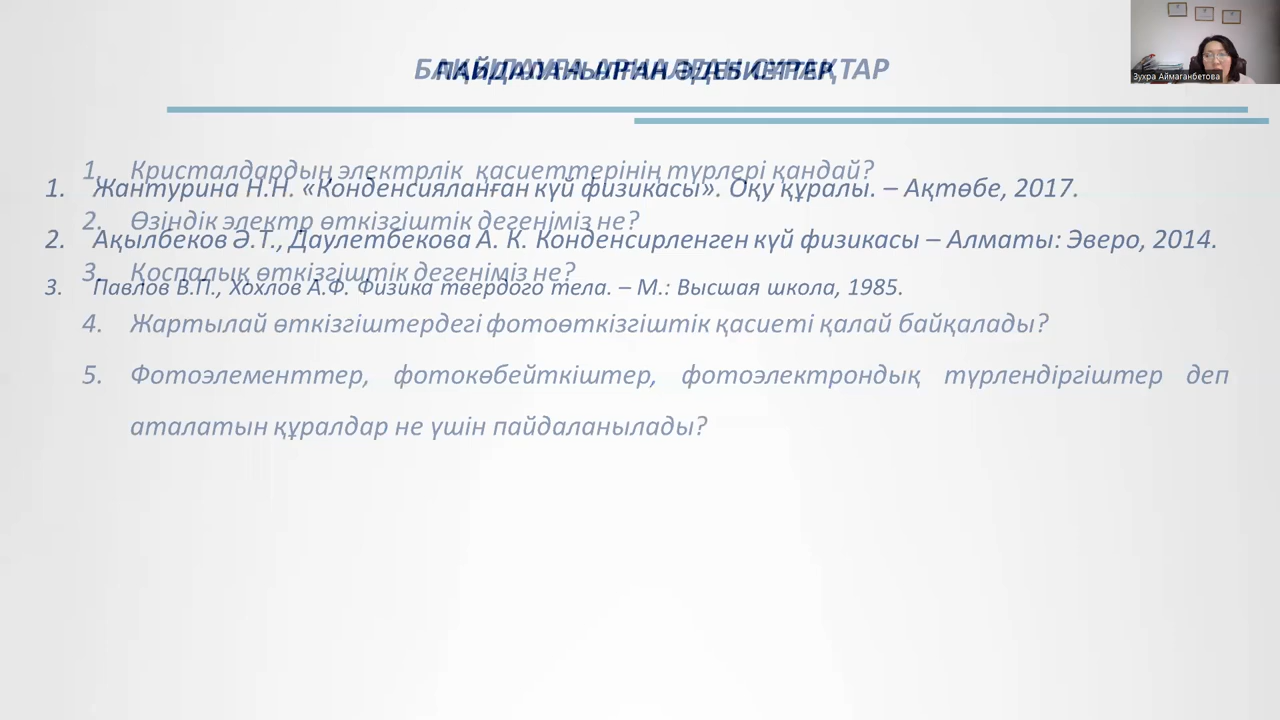 ПАЙДАЛАНЫЛҒАН ӘДЕБИЕТТЕР
Зухра Аймаганбетова
1. Кристалдардың электрлік қасиеттерінің түрлері қандай?
1. Жантурина Н.Н. «Конденсияланған күй физикасы». Оқу құралы. – Ақтөбе, 2017.
2. Өзіндік электр өткізгіштік дегеніміз не?
2. Ақылбеков Ә.Т., Даулетбекова А. К. Конденсирленген күй физикасы – Алматы: Эверо, 2014.
3. Қоспалық өткізгіштік дегеніміз не?
3. Павлов В.П., Хохлов А.Ф. Физика твердого тела. – М.: Высшая школа, 1985.
4. Жартылай өткізгіштердегі фотоөткізгіштік қасиеті қалай байқалады?
5. Фотоэлементтер, фотокөбейткіштер, фотоэлектрондық түрлендіргіштер деп
аталатын құралдар не үшін пайдаланылады?